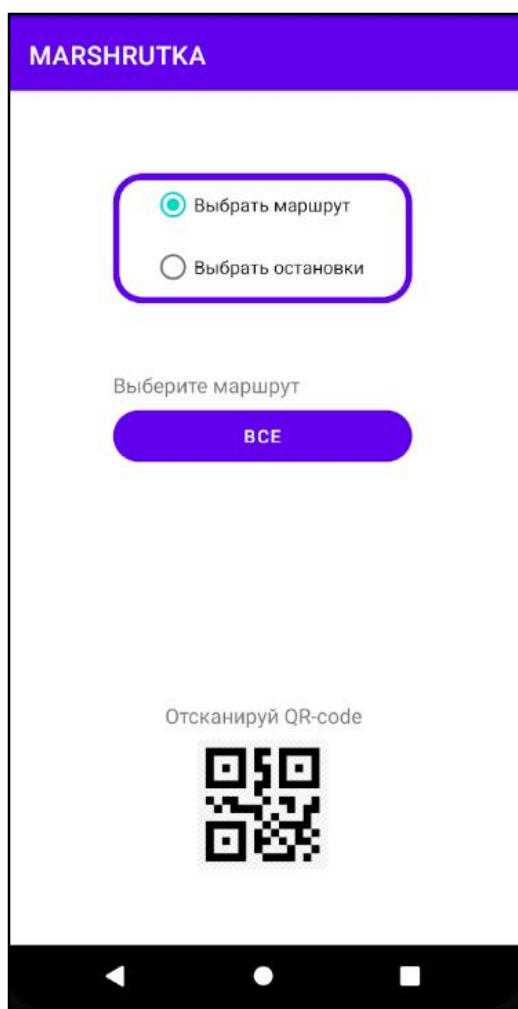 MARSHRUTKA
Выбрать маршрут
Выбрать остановки
Выберите маршрут
ВСЕ
Отсканируй QR-code